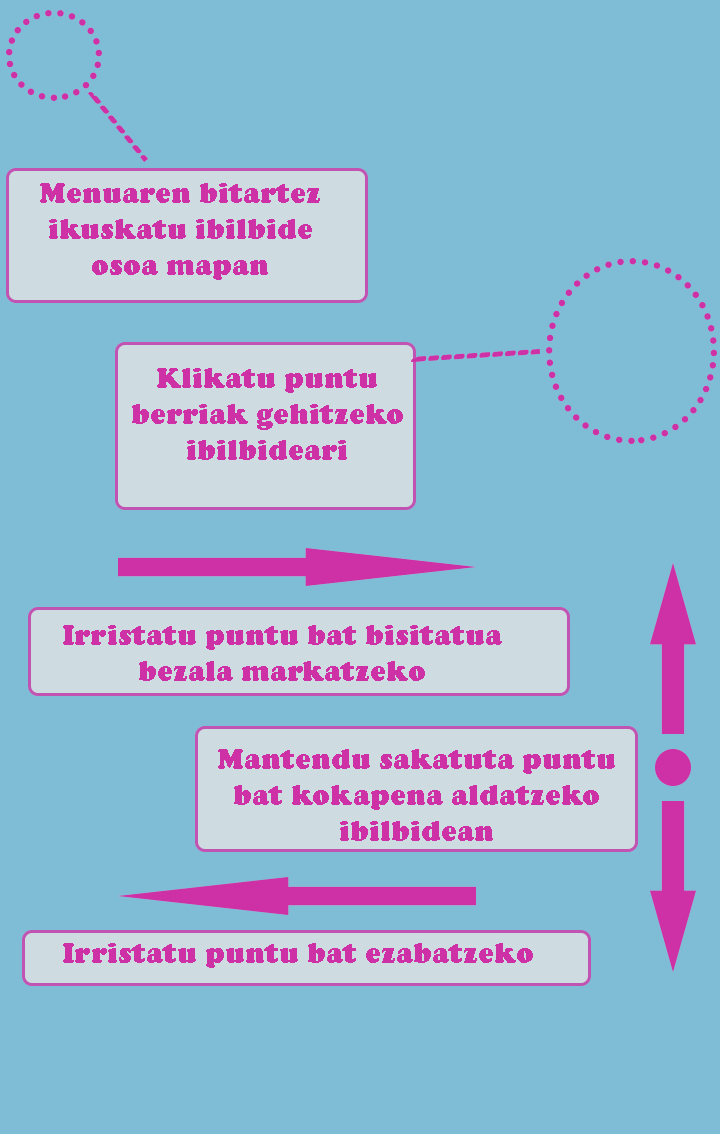 Menuaren bitartez
ikuskatu ibilbide
osoa mapan
Klikatu puntu
berriak gehitzeko
ibilbideari
Irristatu puntu bat bisitatua
bezala markatzeko
Mantendu sakatuta puntu
bat kokapena aldatzeko
ibilbidean
Irristatu puntu bat ezabatzeko